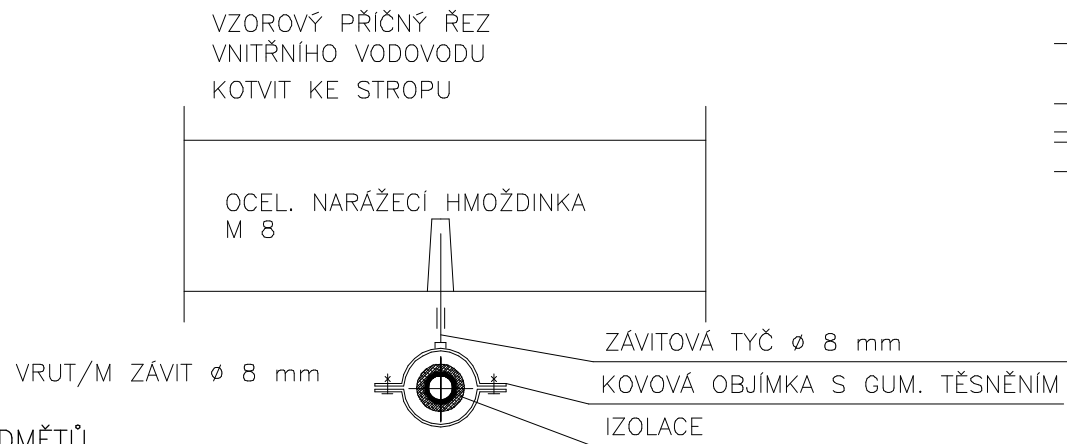 VZOROVÝ PŘÍČNÝ ŘEZ
VNITŘNÍHO VODOVODU
KOTVIT KE STROPU
OCEL. NARÁŽECÍ HMOŽDINKA
M 8
ZÁVITOVÁ TYČ ø 8 mm
VRUT/M ZÁVIT ø 8 mm
KOVOVÁ OBJÍMKA S GUM. TĚSNĚNÍM
IZOLACE